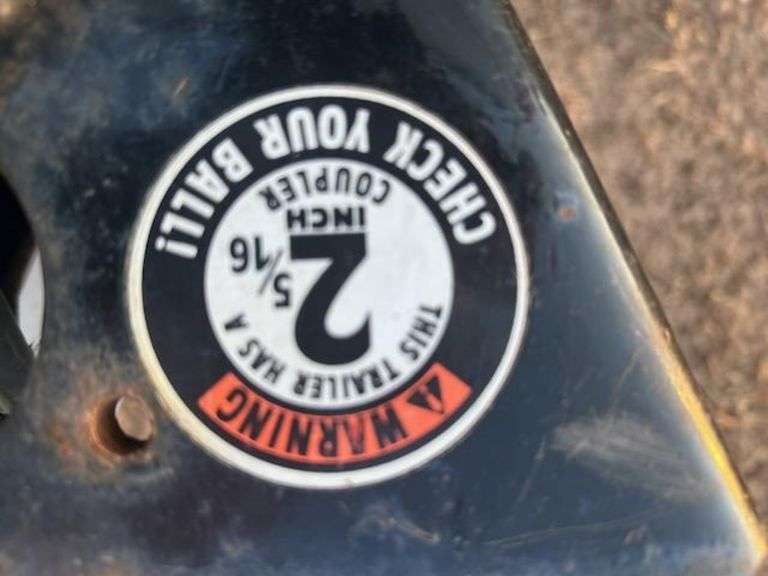 WARNING
THIS TRAILER HAS A
2 5/16
INCH
COUPLER
CHECK YOUR BALL!